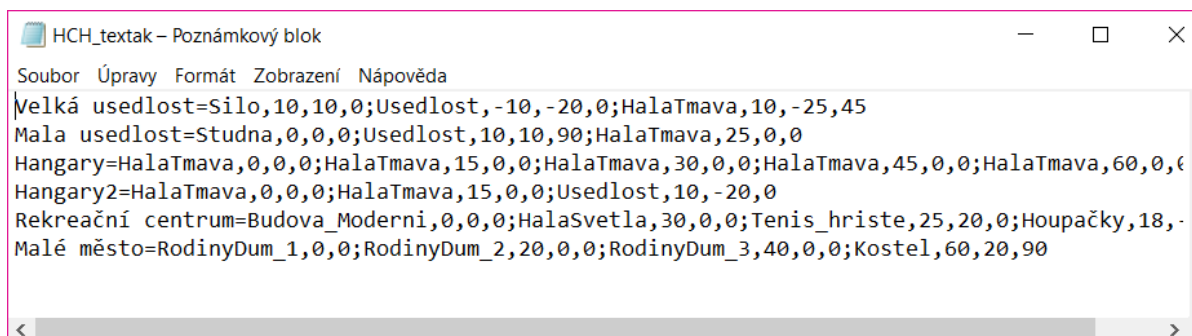 HCH_textak – Poznámkový blok
Soubor Úpravy Formát Zobrazení Nápověda
Velká usedlost=Silo,10,10,0;Usedlost,-10,-20,0;HalaTmava,10,-25,45
Mala usedlost=Studna,0,0,0;Usedlost,10,10,90;HalaTmava,25,0,0
Hangary=HalaTmava,0,0,0;HalaTmava,15,0,0;HalaTmava,30,0,0;HalaTmava,45,0,0;HalaTmava,60,0,
Hangary2=HalaTmava,0,0,0;HalaTmava,15,0,0;Usedlost,10,-20,0
Rekreační centrum=Budova_Moderni,0,0,0;HalaSvetla,30,0,0;Tenis_hriste,25,20,0;Houpačky,18,-
Malé město=RodinyDum_1,0,0;RodinyDum_2,20,0,0;RodinyDum_3,40,0,0;Kostel,60,20,90